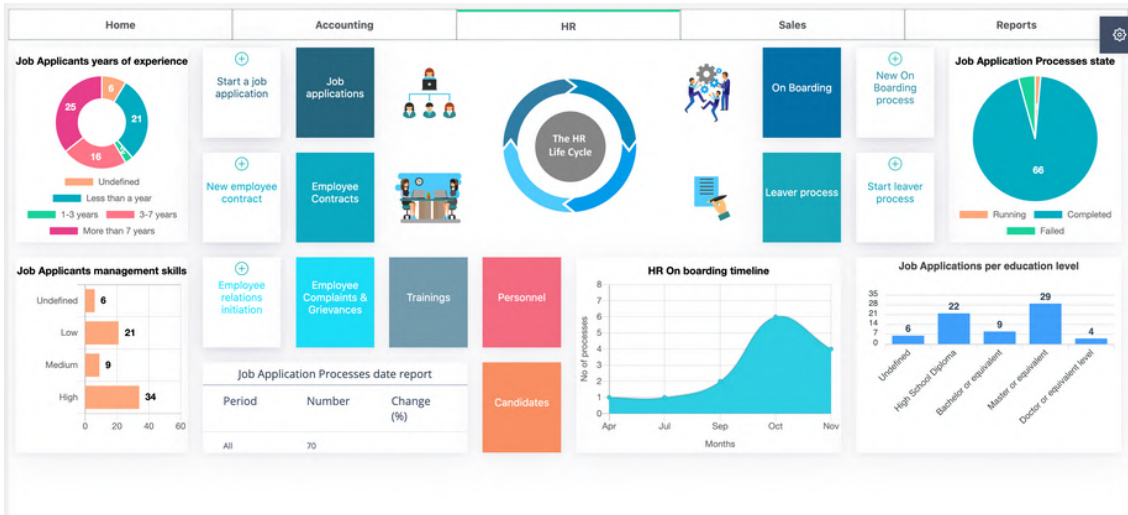 Home
Accounting
HR
Sales
Reports
Job Applicants years of experience
6
21
16
25
Undefined
Less than a year
1-3 years
3-7 years
More than 7 years
Start a job
application
Job
applications
New employee
contract
Employee
Contracts
The HR
Life Cycle
On Boarding
New On
Boarding
process
Leaver process
Start leaver
process
Job Application Processes state
66
Running
Completed
Failed
Job Applicants management skills
Undefined
6
Low
21
Medium
9
High
34
0
20
40
60
Employee
relations
initiation
Employee
Complaints &
Grievances
Trainings
Personnel
Job Application Processes date report
Period
Number
Change
(%)
All
70
Candidates
HR On boarding timeline
No of processes
8
7
6
5
4
3
2
1
0
Apr
Jul
Sep
Oct
Nov
Months
Job Applications per education level
35
28
21
14
7
0
6
22
9
29
4
Undefined
High School Diploma
Bachelor or equivalent
Master or equivalent
Doctor or equivalent level